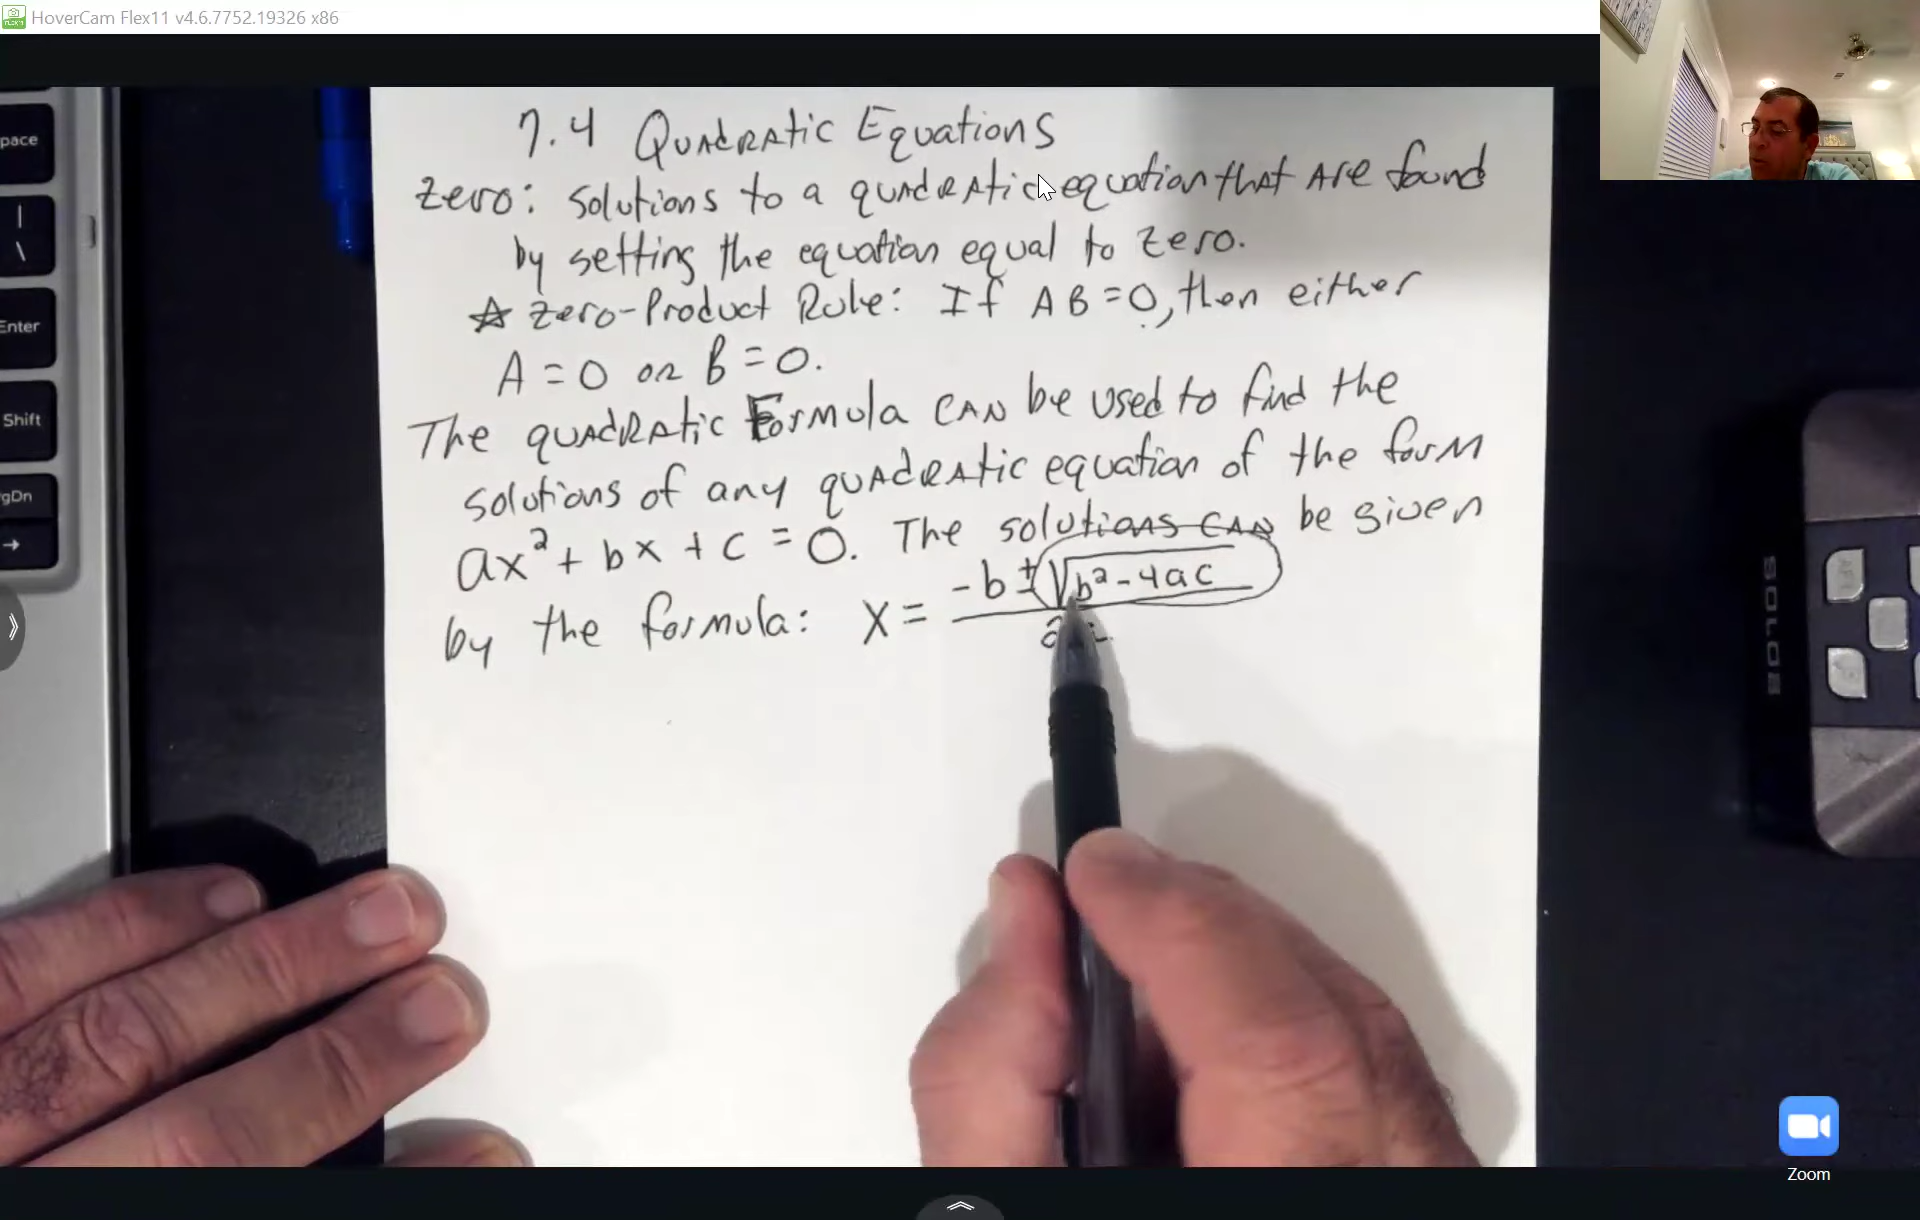 HoverCam Flex11 v4.6.7752.19326 x86
7.4 Quadratic Equations
Zero: solutions to a quadratic equation that are found
by setting the equation equal to zero.
☆ Zero-Product Rule: If AB=0, then either
A=0 or B=0.
The quadratic Formula can be used to find the
solutions of any quadratic equation of the form
ax²+bx+c=0. The solutions can be given
by the formula: x= -b±√b²-4ac
pace
|
\
Enter
Shift
gDn
→
SOLOB
Zoom